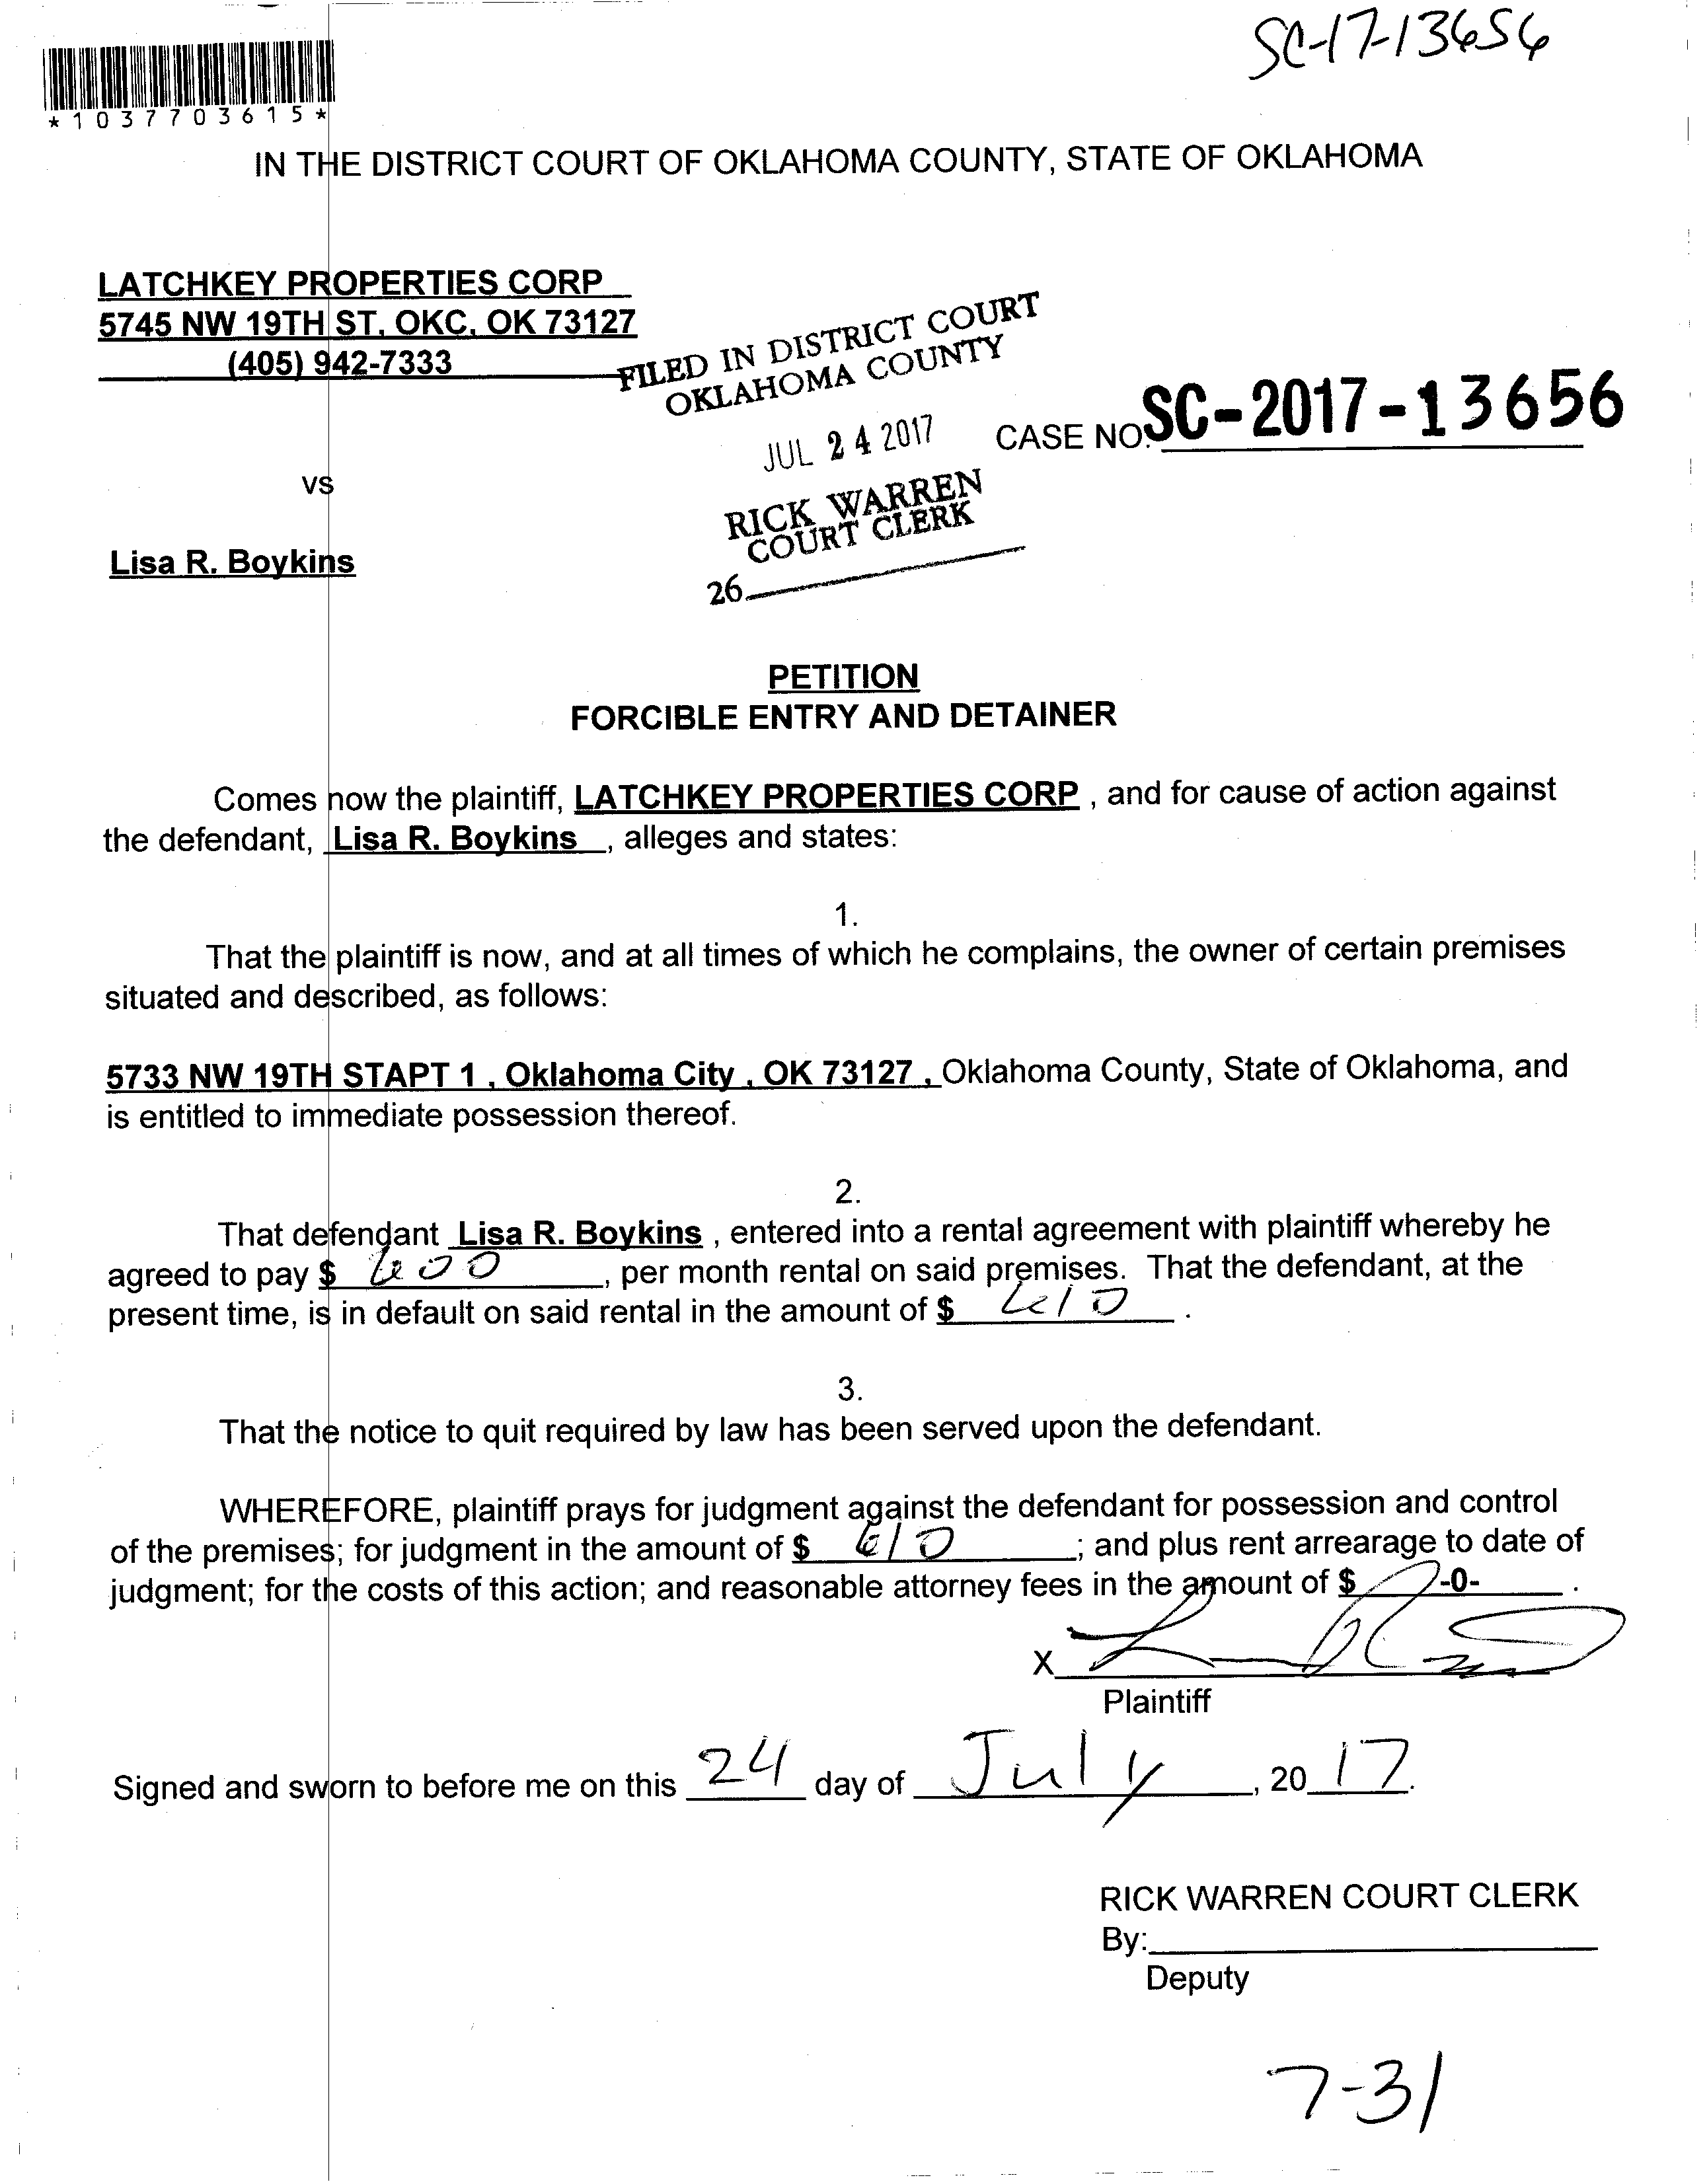 SC-17-13656
*1037703615*
IN THE DISTRICT COURT OF OKLAHOMA COUNTY, STATE OF OKLAHOMA
LATCHKEY PROPERTIES CORP
5745 NW 19TH ST, OKC, OK 73127
(405) 942-7333
FILED IN DISTRICT COURT
OKLAHOMA COUNTY
JUL 24 2017
CASE NO. SC-2017-13656
vs
RICK WARREN
COURT CLERK
Lisa R. Boykins
26
PETITION
FORCIBLE ENTRY AND DETAINER
Comes now the plaintiff, LATCHKEY PROPERTIES CORP , and for cause of action against
the defendant, Lisa R. Boykins , alleges and states:
1.
That the plaintiff is now, and at all times of which he complains, the owner of certain premises
situated and described, as follows:
5733 NW 19TH STAPT 1 , Oklahoma City , OK 73127 , Oklahoma County, State of Oklahoma, and
is entitled to immediate possession thereof.
2.
That defendant Lisa R. Boykins , entered into a rental agreement with plaintiff whereby he
agreed to pay $ 600 , per month rental on said premises. That the defendant, at the
present time, is in default on said rental in the amount of $ 610 .
3.
That the notice to quit required by law has been served upon the defendant.
WHEREFORE, plaintiff prays for judgment against the defendant for possession and control
of the premises; for judgment in the amount of $ 610 ; and plus rent arrearage to date of
judgment; for the costs of this action; and reasonable attorney fees in the amount of $ -0- .
X
Plaintiff
Signed and sworn to before me on this 24 day of July , 20 17.
RICK WARREN COURT CLERK
By:
Deputy
7-31